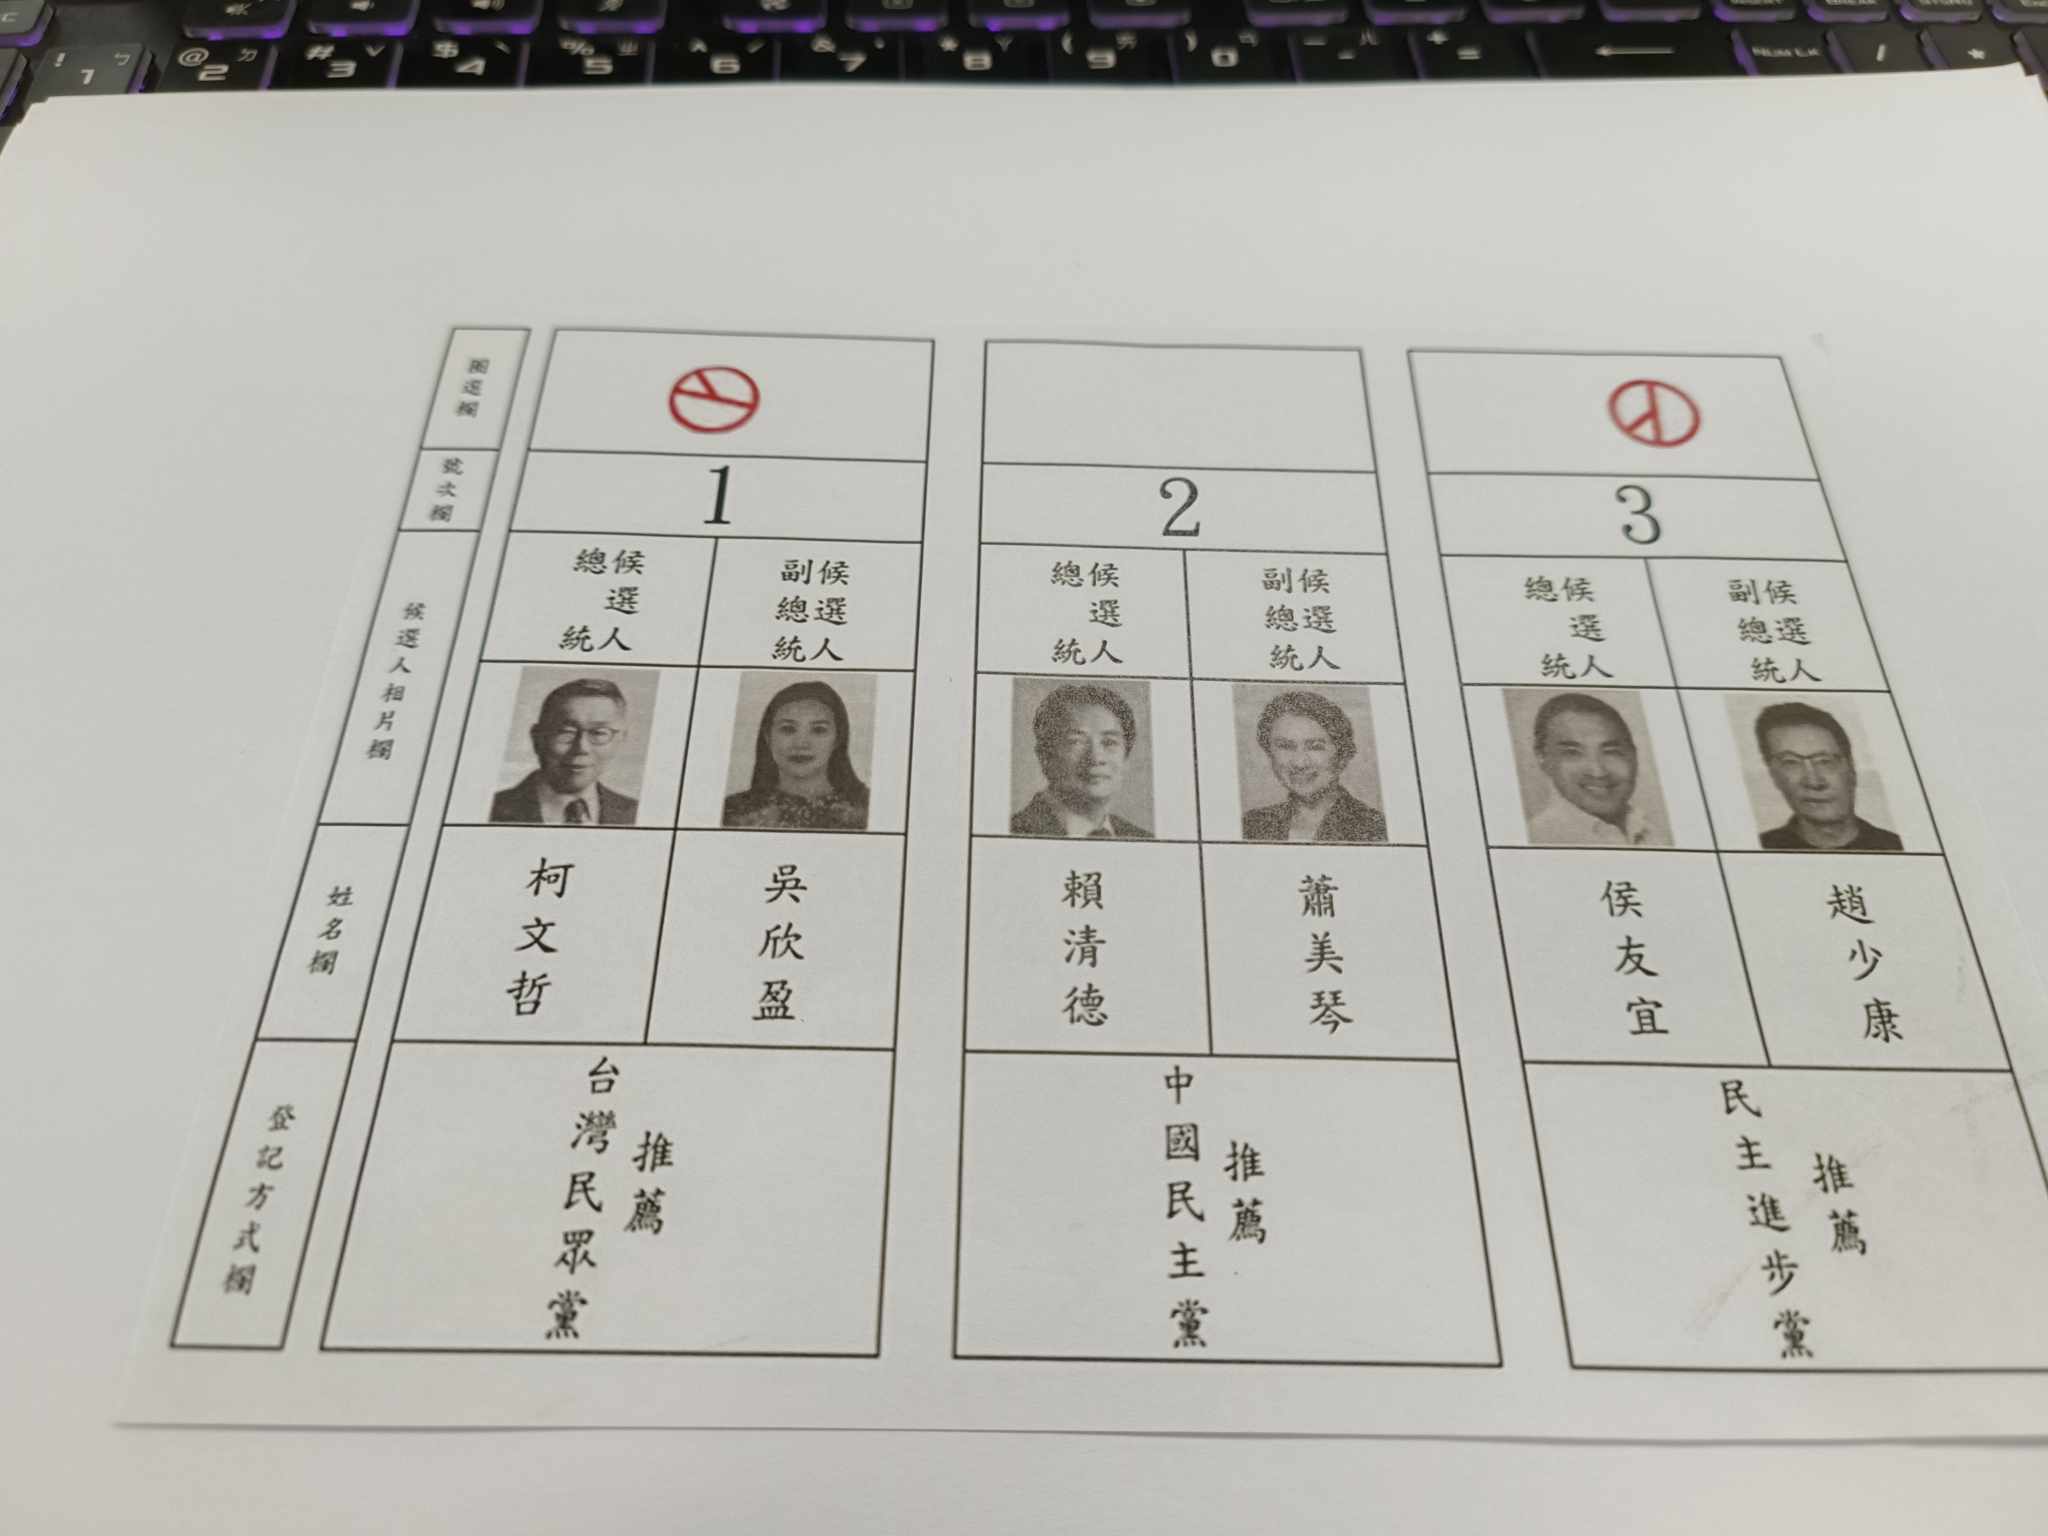 圈選欄
號次欄
候選人相片欄
姓名欄
登記方式欄
1
總統
候選人
副總統
候選人
柯文哲
吳欣盈
台灣民眾黨
推薦
2
總統
候選人
副總統
候選人
賴清德
蕭美琴
中國民主黨
推薦
3
總統
候選人
副總統
候選人
侯友宜
趙少康
民主進步黨
推薦